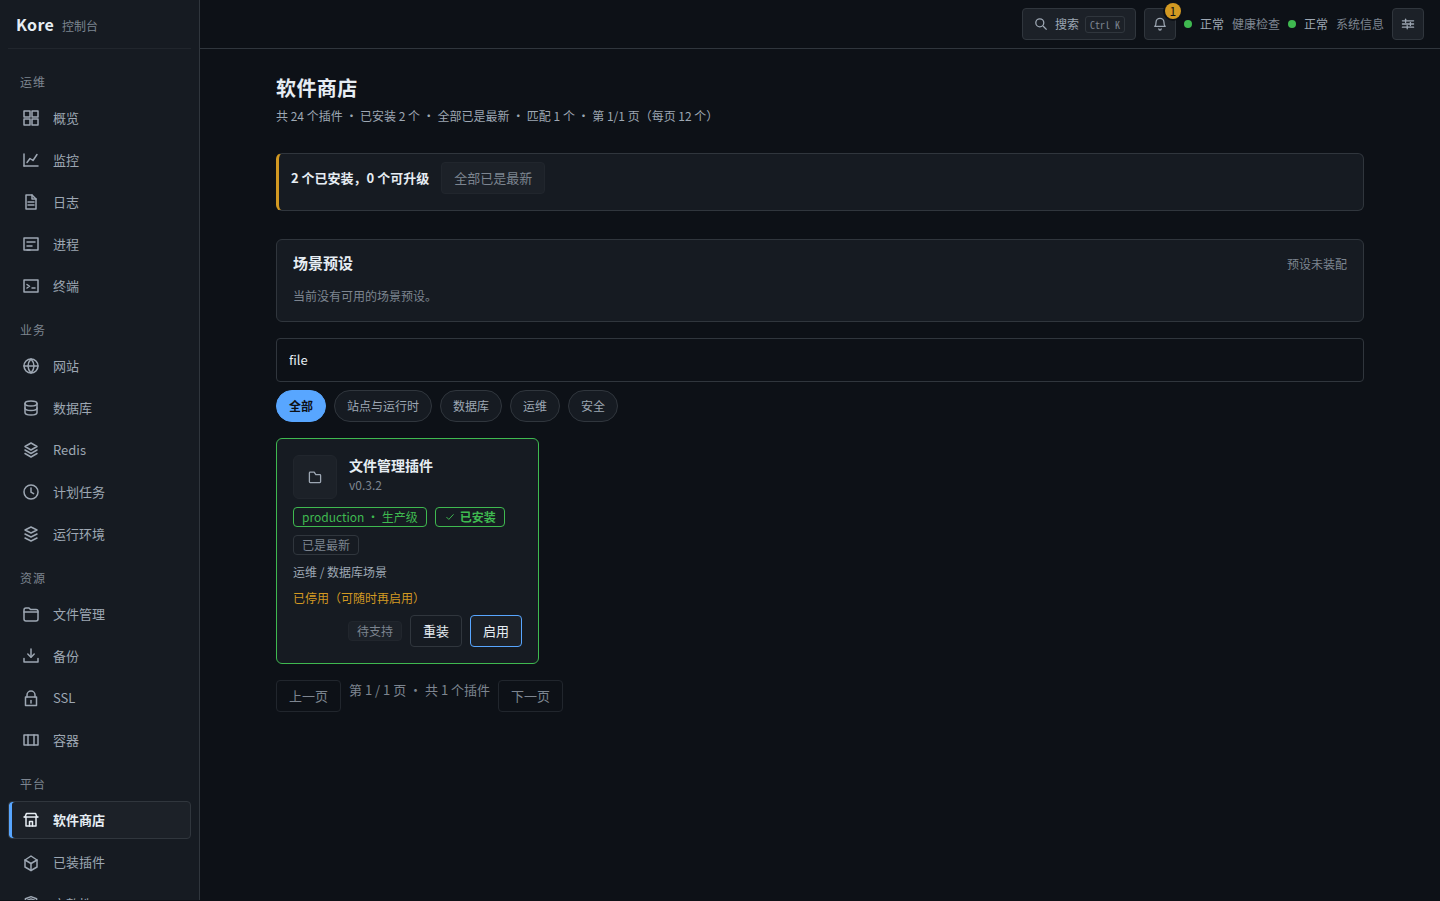 Kore 控制台
搜索 Ctrl K
1
正常 健康检查
正常 系统信息
运维
概览
监控
日志
进程
终端
业务
网站
数据库
Redis
计划任务
运行环境
资源
文件管理
备份
SSL
容器
平台
软件商店
已装插件
软件商店
共 24 个插件 · 已安装 2 个 · 全部已是最新 · 匹配 1 个 · 第 1/1 页（每页 12 个）
2 个已安装，0 个可升级 全部已是最新
场景预设 预设未装配
当前没有可用的场景预设。
file
全部 站点与运行时 数据库 运维 安全
文件管理插件
v0.3.2
production · 生产级 ✓ 已安装
已是最新
运维 / 数据库场景
已停用（可随时再启用）
待支持 重装 启用
上一页 第 1 / 1 页 · 共 1 个插件 下一页